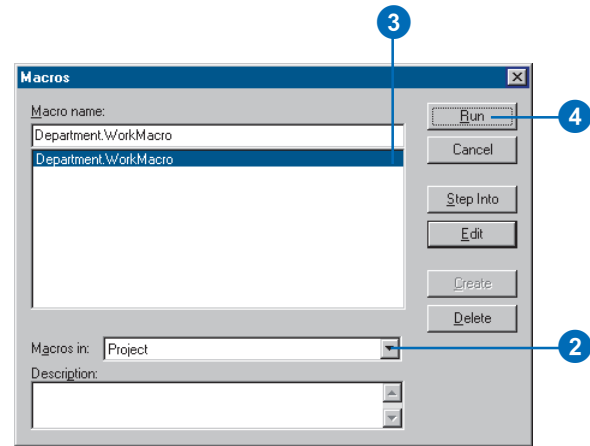 3
Macros
Macro name:
Department.WorkMacro
Department.WorkMacro
Run
4
Cancel
Step Into
Edit
Create
Delete
Macros in: Project
2
Description: